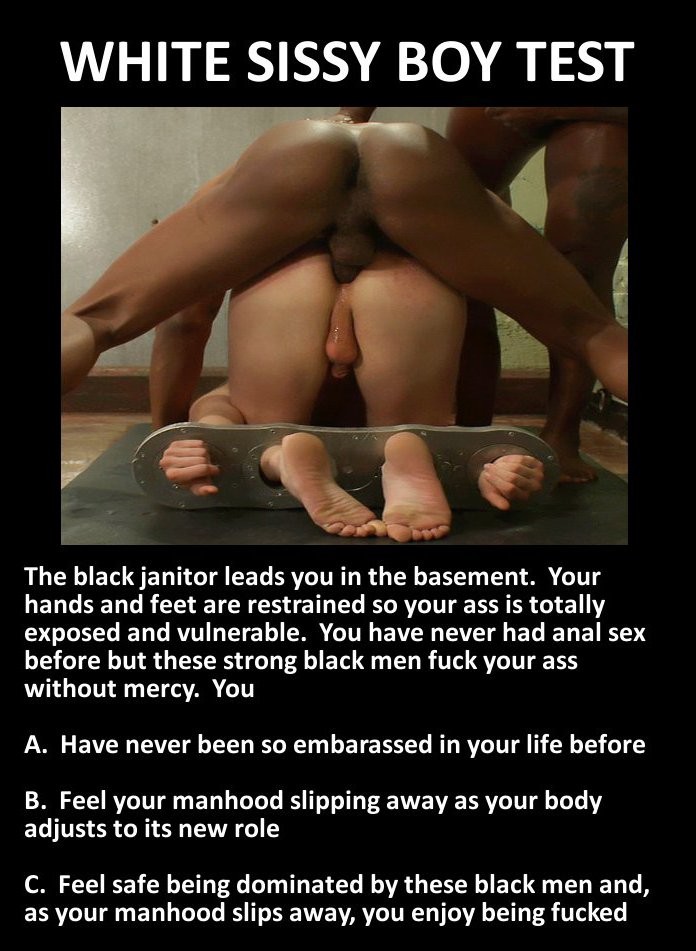 WHITE SISSY BOY TEST
The black janitor leads you in the basement.  Your
hands and feet are restrained so your ass is totally
exposed and vulnerable.  You have never had anal sex
before but these strong black men fuck your ass
without mercy.  You
A.  Have never been so embarassed in your life before
B.  Feel your manhood slipping away as your body
adjusts to its new role
C.  Feel safe being dominated by these black men and,
as your manhood slips away, you enjoy being fucked